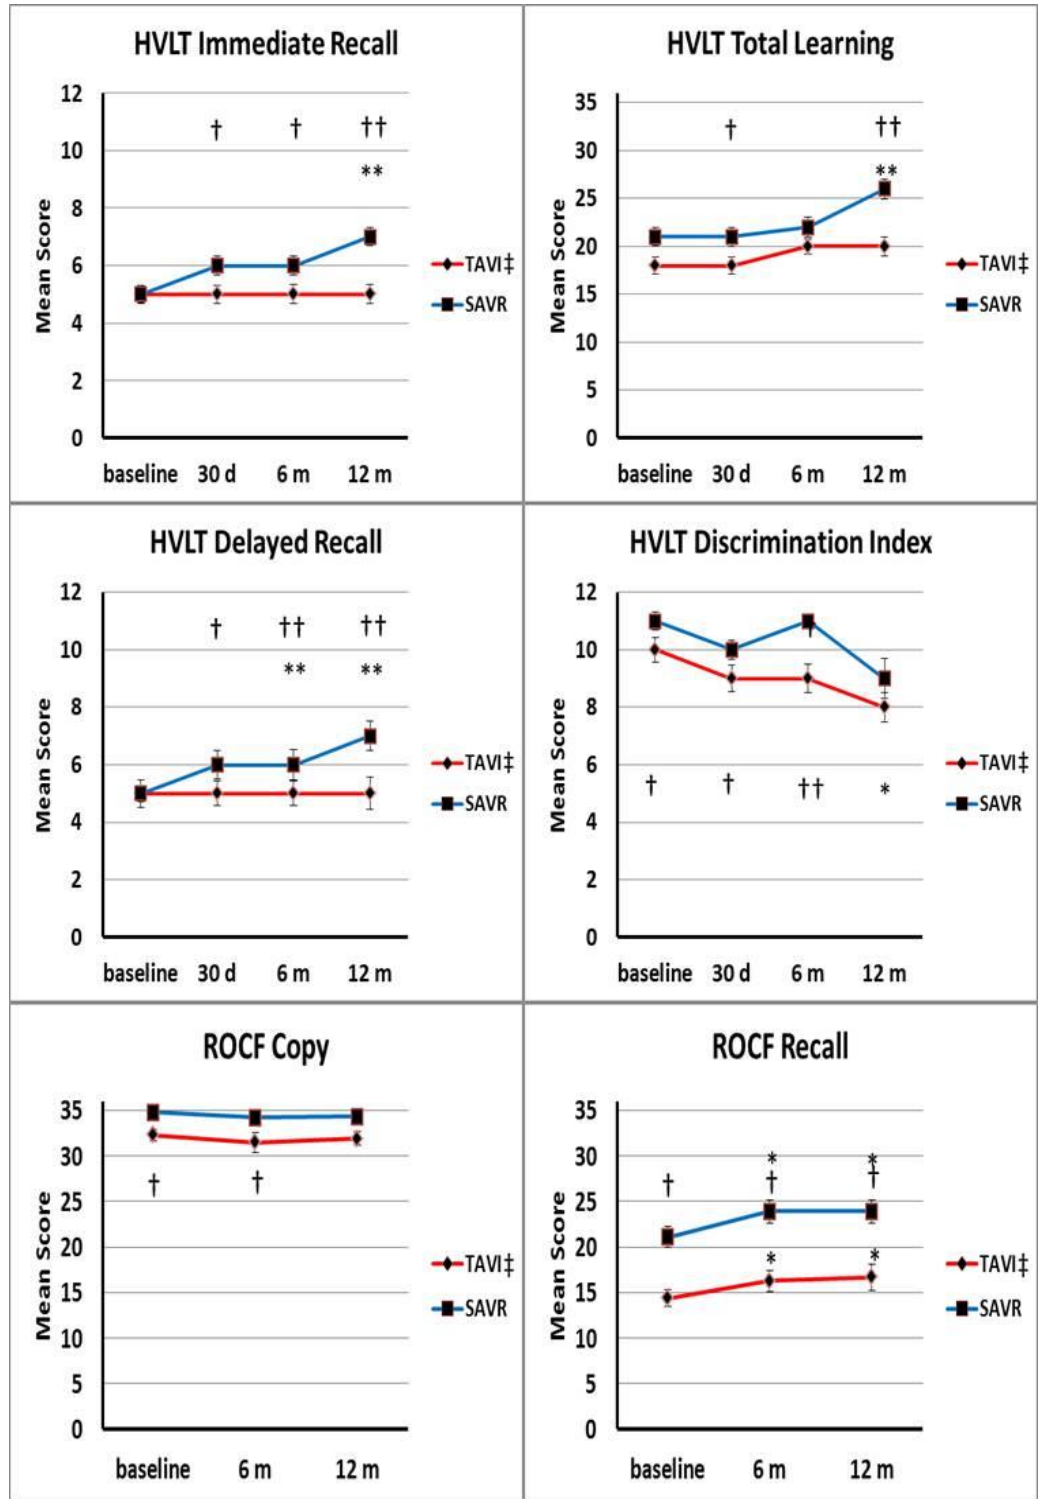 HVLT Immediate Recall
12
10
8
6
4
2
0
Mean Score
† † ††
**
TAVI‡
SAVR
baseline 30 d 6 m 12 m
HVLT Total Learning
35
30
25
20
15
10
5
0
Mean Score
† ††
**
TAVI‡
SAVR
baseline 30 d 6 m 12 m
HVLT Delayed Recall
12
10
8
6
4
2
0
Mean Score
† †† ††
** **
TAVI‡
SAVR
baseline 30 d 6 m 12 m
HVLT Discrimination Index
12
10
8
6
4
2
0
Mean Score
† † †† *
TAVI‡
SAVR
baseline 30 d 6 m 12 m
ROCF Copy
35
30
25
20
15
10
5
0
Mean Score
† †
TAVI‡
SAVR
baseline 6 m 12 m
ROCF Recall
35
30
25
20
15
10
5
0
Mean Score
* *
† † †
* *
TAVI‡
SAVR
baseline 6 m 12 m